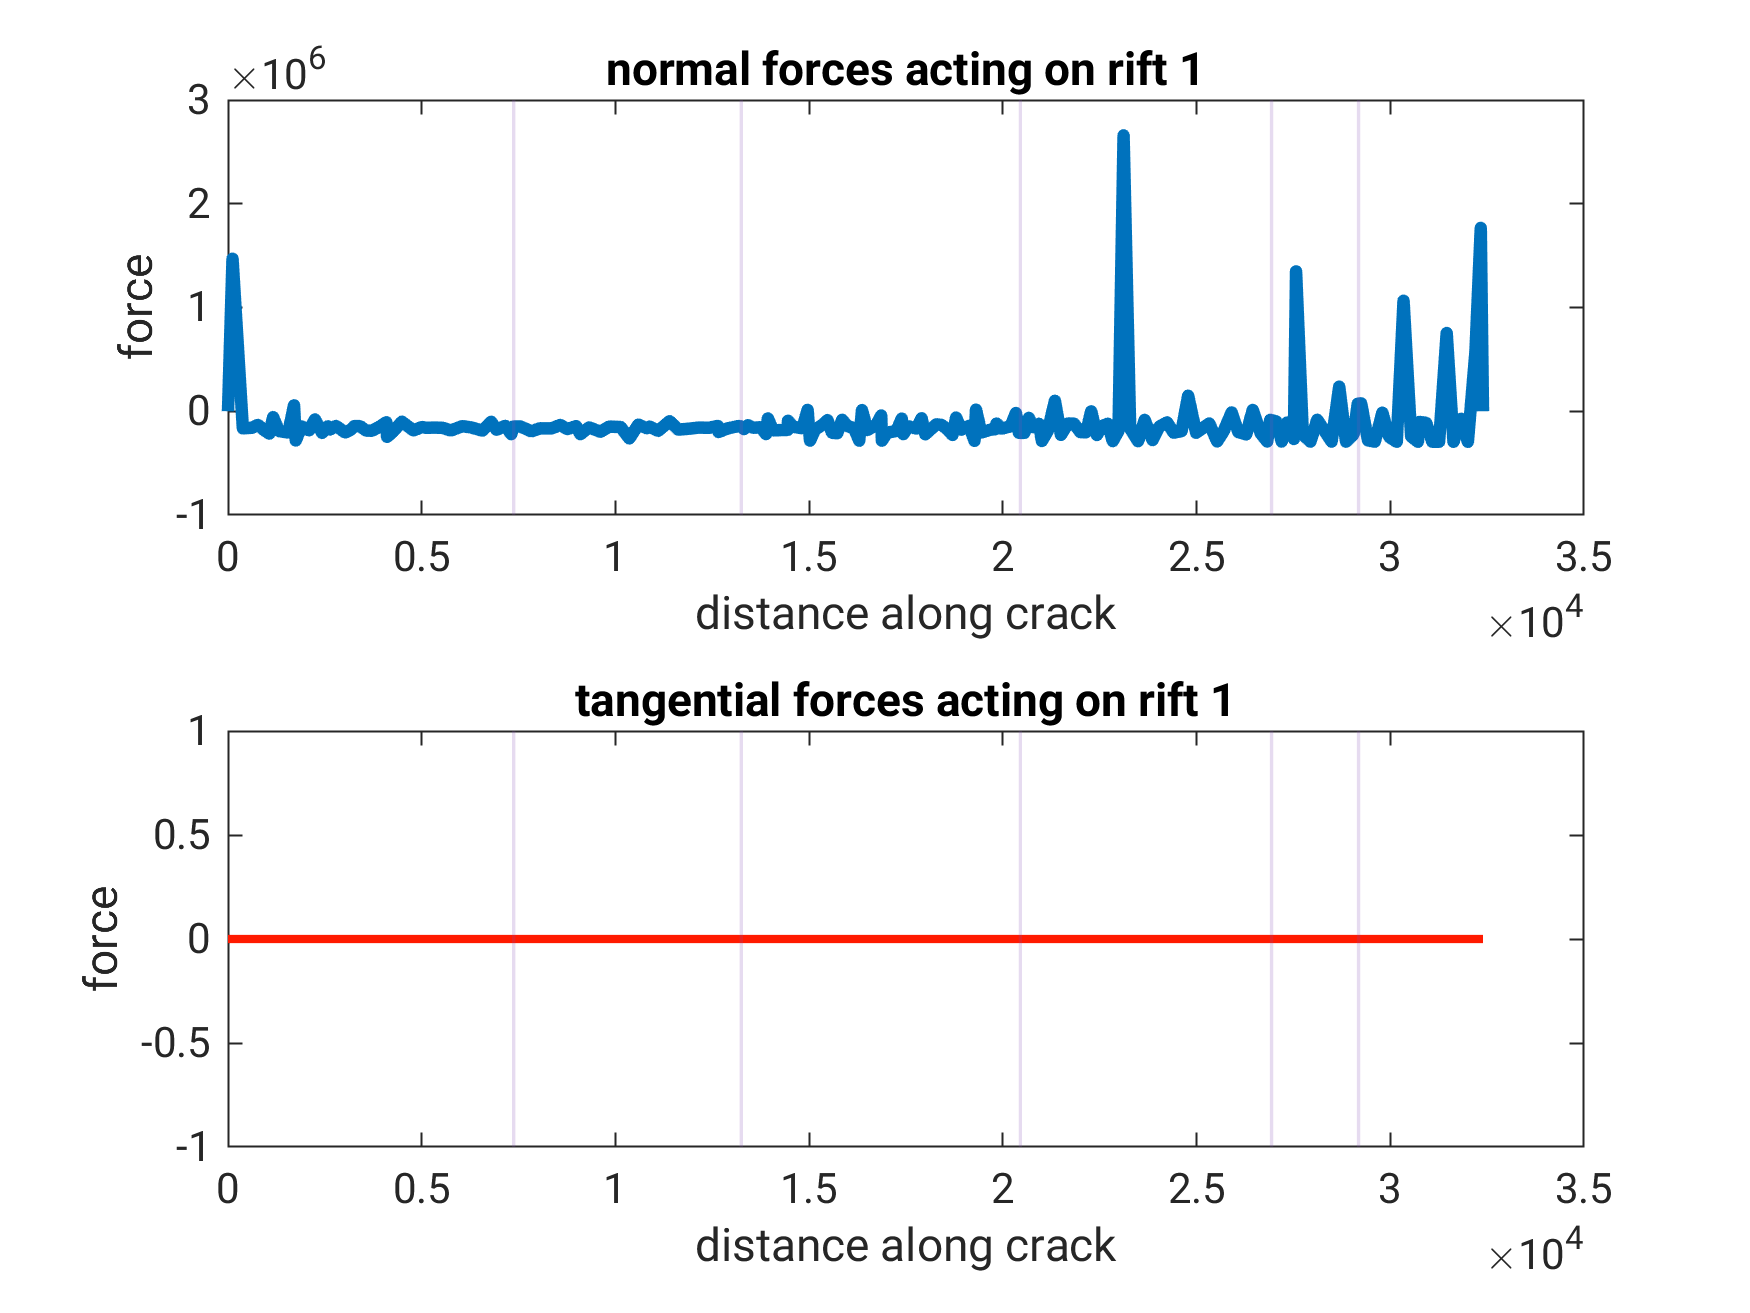 ×10^6
normal forces acting on rift 1
3
2
1
0
-1
force
0 0.5 1 1.5 2 2.5 3 3.5
distance along crack
×10^4
tangential forces acting on rift 1
1
0.5
0
-0.5
-1
force
0 0.5 1 1.5 2 2.5 3 3.5
distance along crack
×10^4